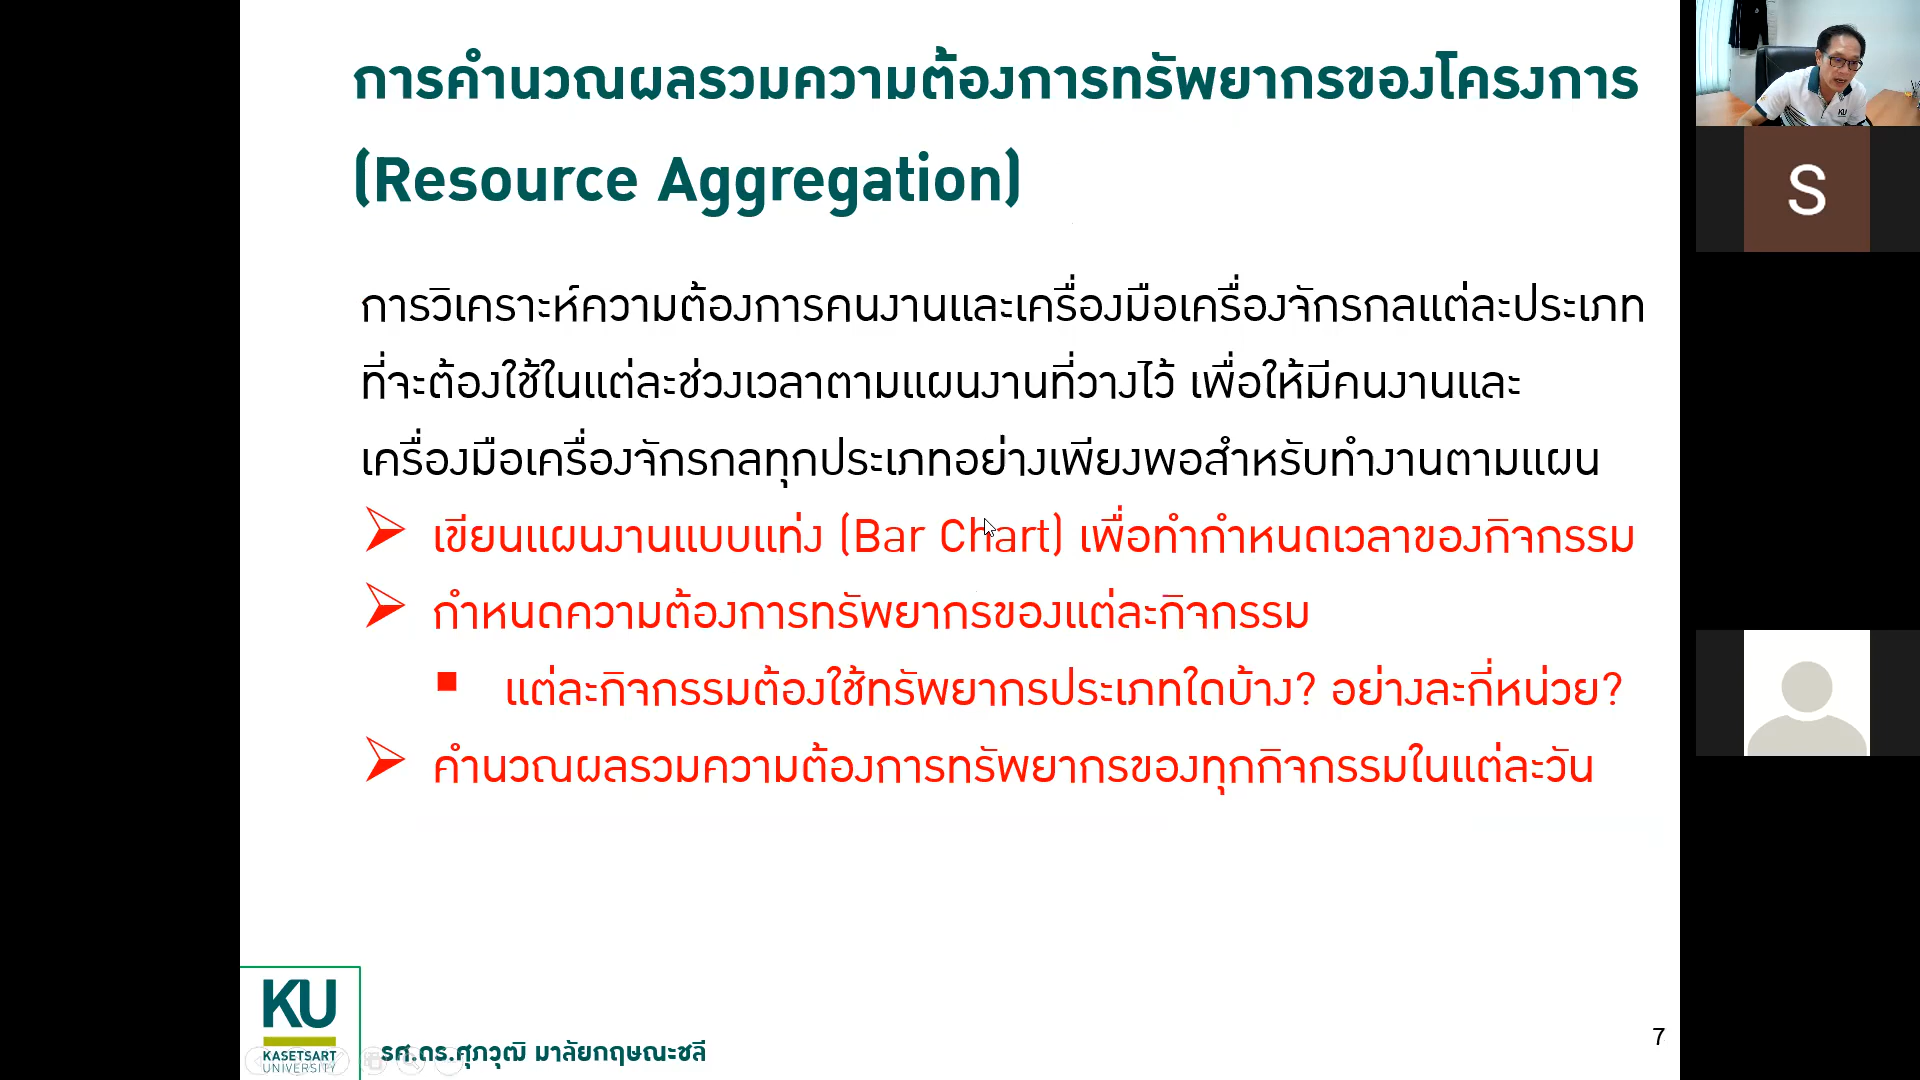 การคำนวณผลรวมความต้องการทรัพยากรของโครงการ
(Resource Aggregation)
การวิเคราะห์ความต้องการคนงานและเครื่องมือเครื่องจักรกลแต่ละประเภท
ที่จะต้องใช้ในแต่ละช่วงเวลาตามแผนงานที่วางไว้ เพื่อให้มีคนงานและ
เครื่องมือเครื่องจักรกลทุกประเภทอย่างเพียงพอสำหรับทำงานตามแผน
เขียนแผนงานแบบแท่ง (Bar Chart) เพื่อทำกำหนดเวลาของกิจกรรม
กำหนดความต้องการทรัพยากรของแต่ละกิจกรรม
แต่ละกิจกรรมต้องใช้ทรัพยากรประเภทใดบ้าง? อย่างละกี่หน่วย?
คำนวณผลรวมความต้องการทรัพยากรของทุกกิจกรรมในแต่ละวัน
KU
KASETSART
UNIVERSITY
รศ.ดร.ศุภวุฒิ มาลัยกฤษณะชลี
7
S
KU